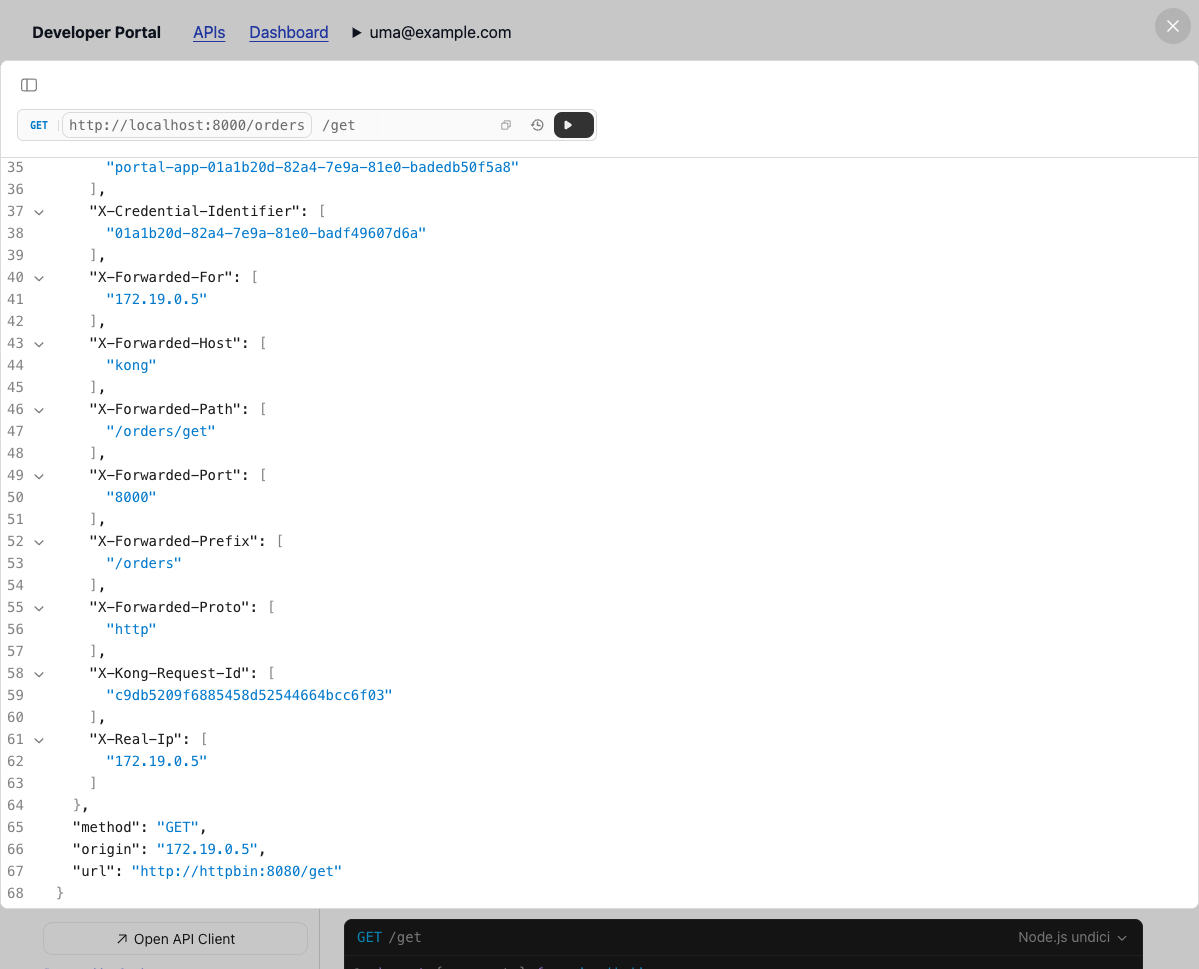 Developer Portal APIs Dashboard ▶ uma@example.com
GET http://localhost:8000/orders /get
35 "portal-app-01a1b20d-82a4-7e9a-81e0-badedb50f5a8"
36 ],
37 "X-Credential-Identifier": [
38 "01a1b20d-82a4-7e9a-81e0-badf49607d6a"
39 ],
40 "X-Forwarded-For": [
41 "172.19.0.5"
42 ],
43 "X-Forwarded-Host": [
44 "kong"
45 ],
46 "X-Forwarded-Path": [
47 "/orders/get"
48 ],
49 "X-Forwarded-Port": [
50 "8000"
51 ],
52 "X-Forwarded-Prefix": [
53 "/orders"
54 ],
55 "X-Forwarded-Proto": [
56 "http"
57 ],
58 "X-Kong-Request-Id": [
59 "c9db5209f6885458d52544664bcc6f03"
60 ],
61 "X-Real-Ip": [
62 "172.19.0.5"
63 ]
64 },
65 "method": "GET",
66 "origin": "172.19.0.5",
67 "url": "http://httpbin:8080/get"
68 }
Open API Client
GET /get Node.js undici